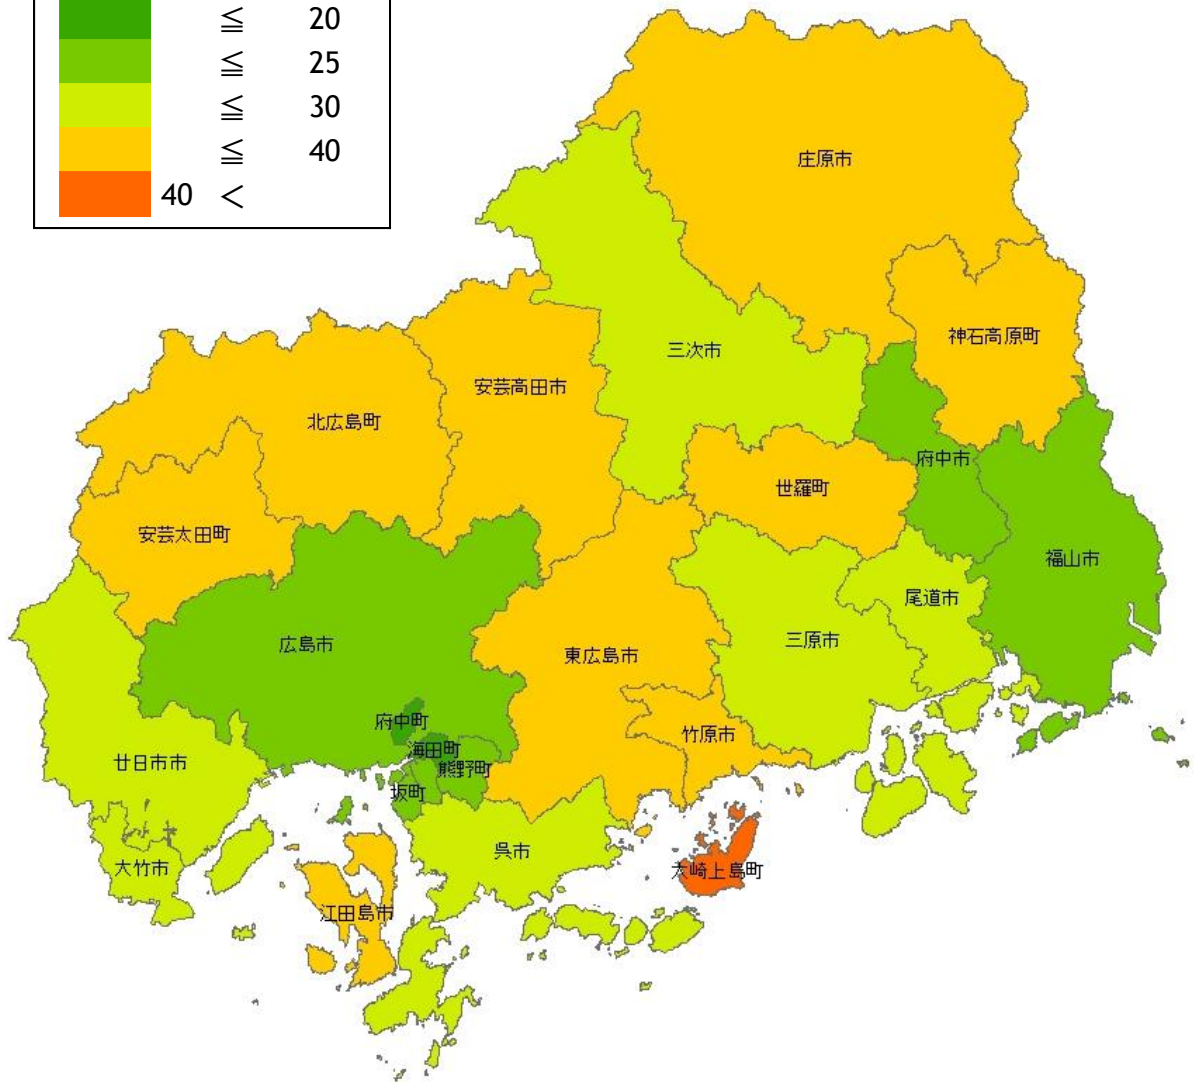 ≦ 20
≦ 25
≦ 30
≦ 40
40 <
庄原市
神石高原町
三次市
安芸高田市
北広島町
府中市
世羅町
安芸太田町
福山市
尾道市
三原市
広島市
東広島市
府中町
竹原市
海田町
熊野町
廿日市市
坂町
呉市
大竹市
大崎上島町
江田島市